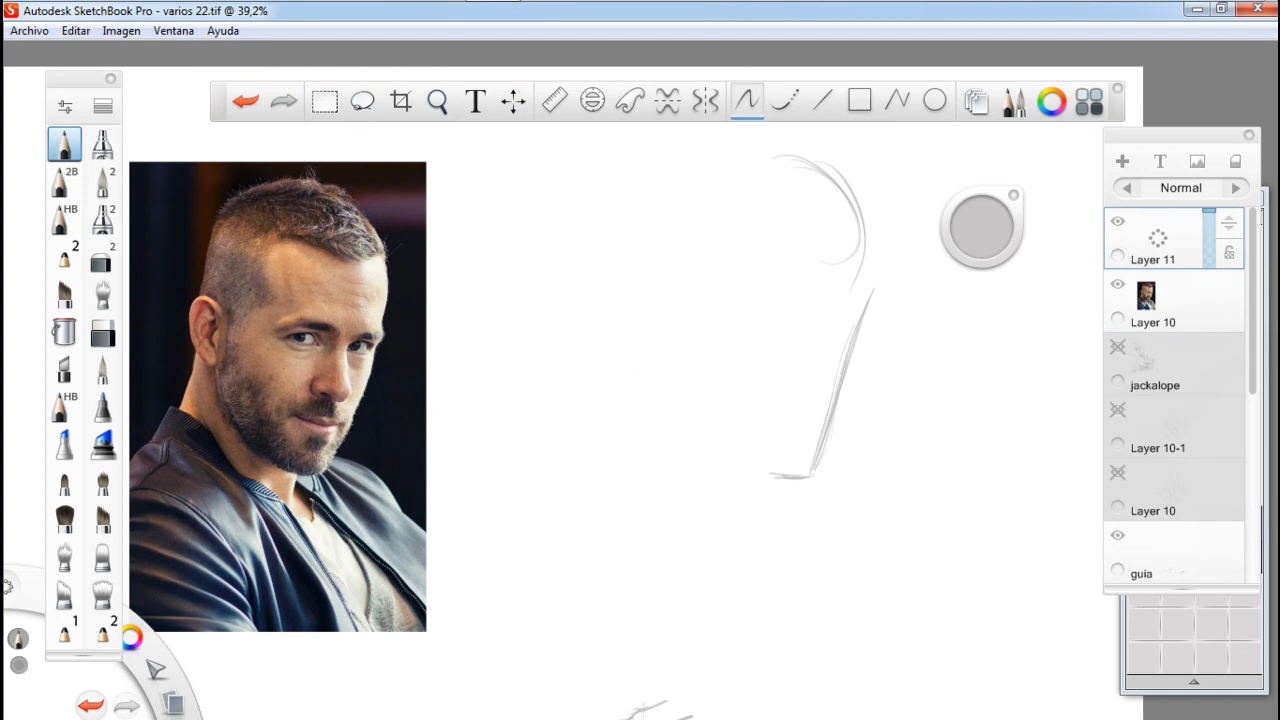 Autodesk SketchBook Pro - varios 22.tif @ 39,2%
Archivo Editar Imagen Ventana Ayuda
T
T
Normal
2B 2
HB 2
2 2
HB
1 2
Layer 11
Layer 10
jackalope
Layer 10-1
Layer 10
guia